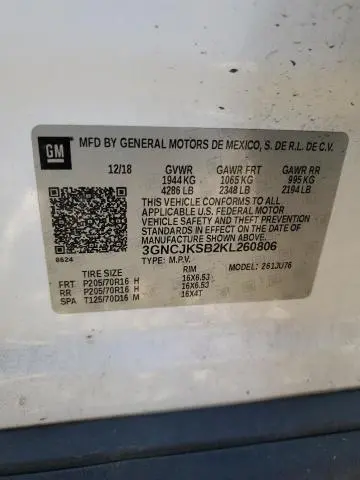 GM
MFD BY GENERAL MOTORS DE MEXICO, S. DE R.L. DE C.V.
12/18 GVWR GAWR FRT GAWR RR
1944 KG 1065 KG 995 KG
4286 LB 2348 LB 2194 LB
THIS VEHICLE CONFORMS TO ALL
APPLICABLE U.S. FEDERAL MOTOR
VEHICLE SAFETY, BUMPER, AND THEFT
PREVENTION STANDARDS IN EFFECT ON THE
DATE OF MANUFACTURE SHOWN ABOVE.
3GNCJKSB2KL260806
8624 TYPE: M.P.V. MODEL: 261JU76
TIRE SIZE RIM
FRT P205/70R16 H 16X6.5J
RR P205/70R16 H 16X6.5J
SPA T125/70D16 M 16X4T